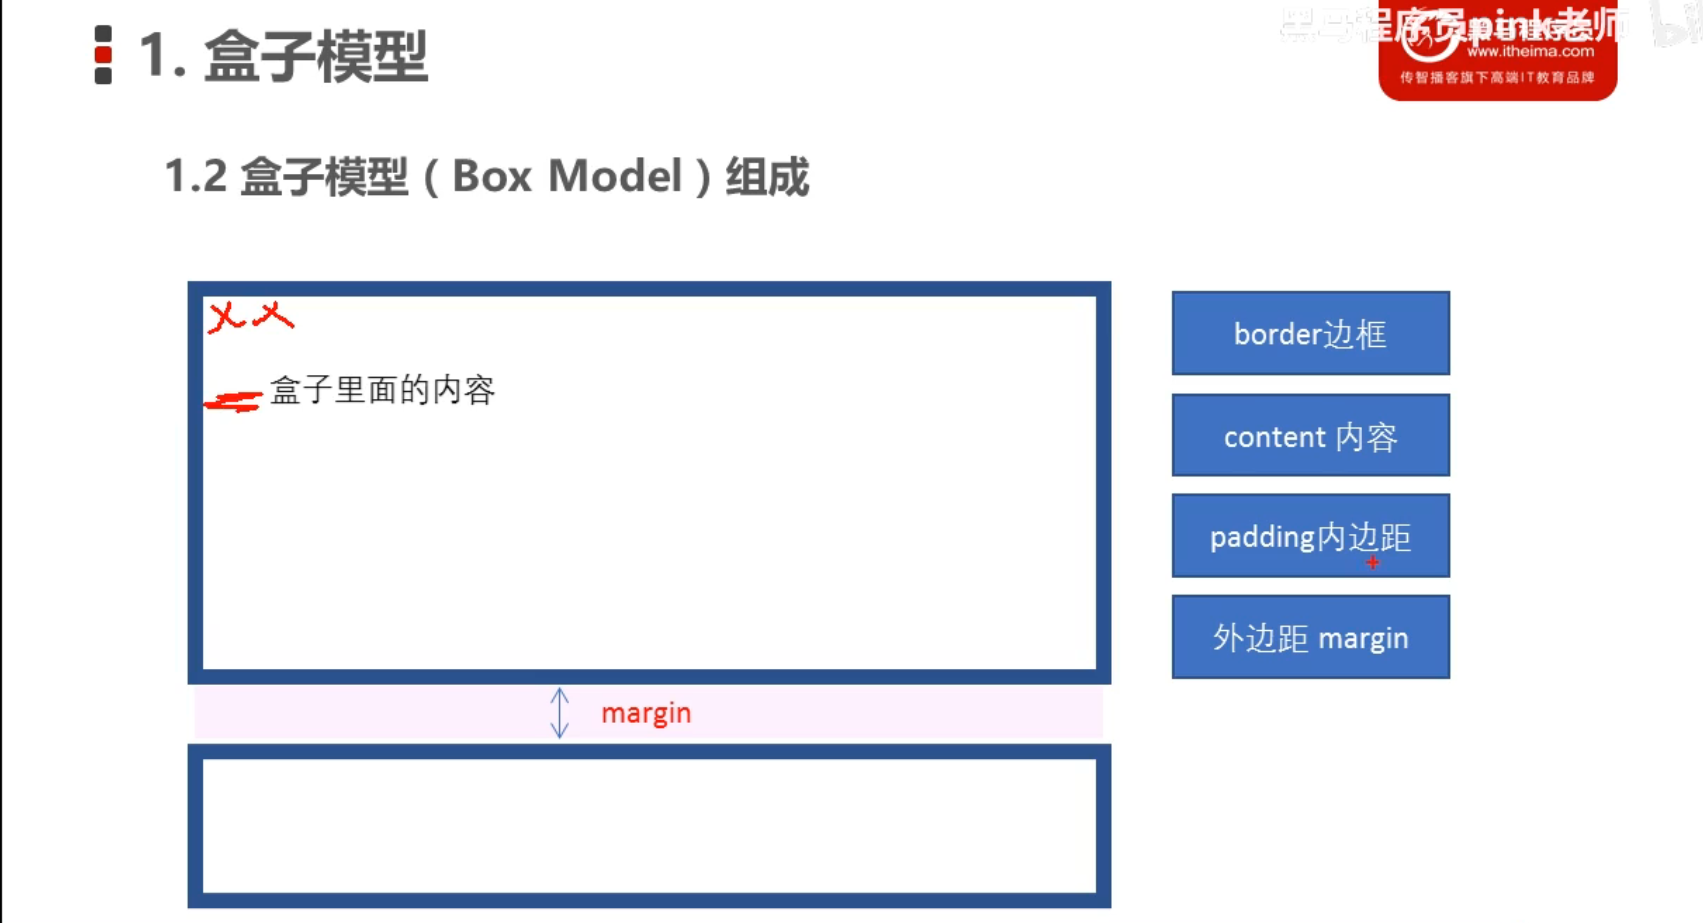 黑马程序员pink老师
www.itheima.com
传智播客旗下高端IT教育品牌
1. 盒子模型
1.2 盒子模型（Box Model）组成
盒子里面的内容
border边框
content 内容
padding内边距
外边距 margin
margin